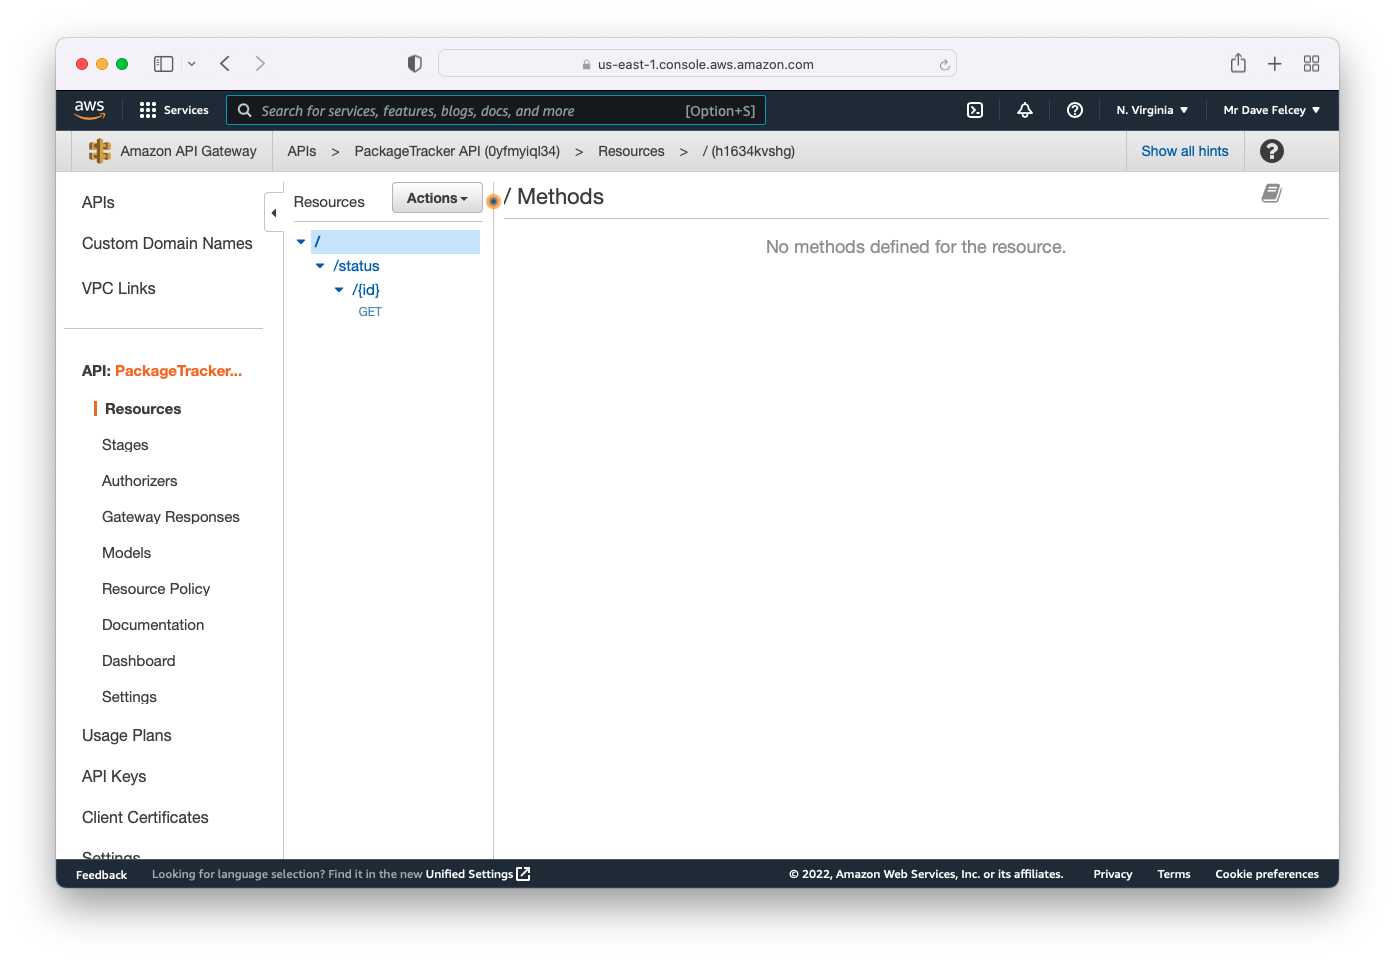 us-east-1.console.aws.amazon.com
aws
Services
Search for services, features, blogs, docs, and more
[Option+S]
N. Virginia
Mr Dave Felcey
Amazon API Gateway
APIs > PackageTracker API (0yfmyiql34) > Resources > / (h1634kvshg)
Show all hints
?
APIs
Custom Domain Names
VPC Links
API: PackageTracker...
Resources
Stages
Authorizers
Gateway Responses
Models
Resource Policy
Documentation
Dashboard
Settings
Usage Plans
API Keys
Client Certificates
Settings
Resources
Actions
/
/status
/{id}
GET
/ Methods
No methods defined for the resource.
Feedback
Looking for language selection? Find it in the new Unified Settings
© 2022, Amazon Web Services, Inc. or its affiliates.
Privacy
Terms
Cookie preferences